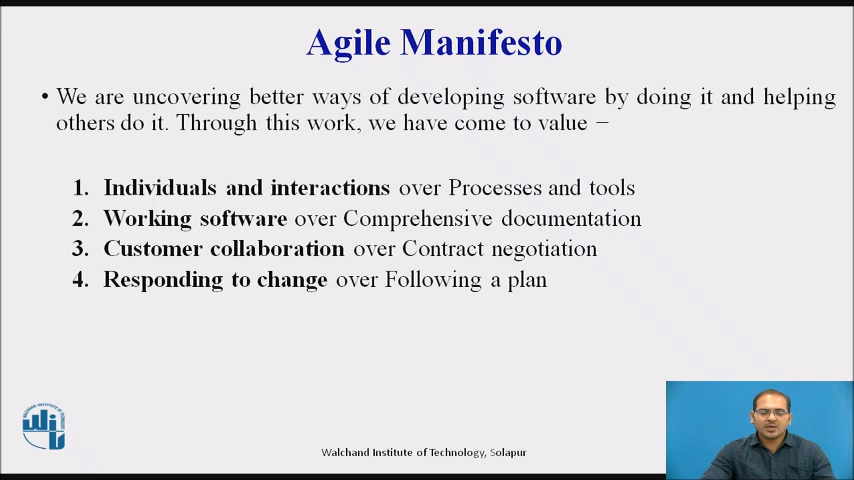 Agile Manifesto
• We are uncovering better ways of developing software by doing it and helping
others do it. Through this work, we have come to value −
1. Individuals and interactions over Processes and tools
2. Working software over Comprehensive documentation
3. Customer collaboration over Contract negotiation
4. Responding to change over Following a plan
Walchand Institute of Technology, Solapur